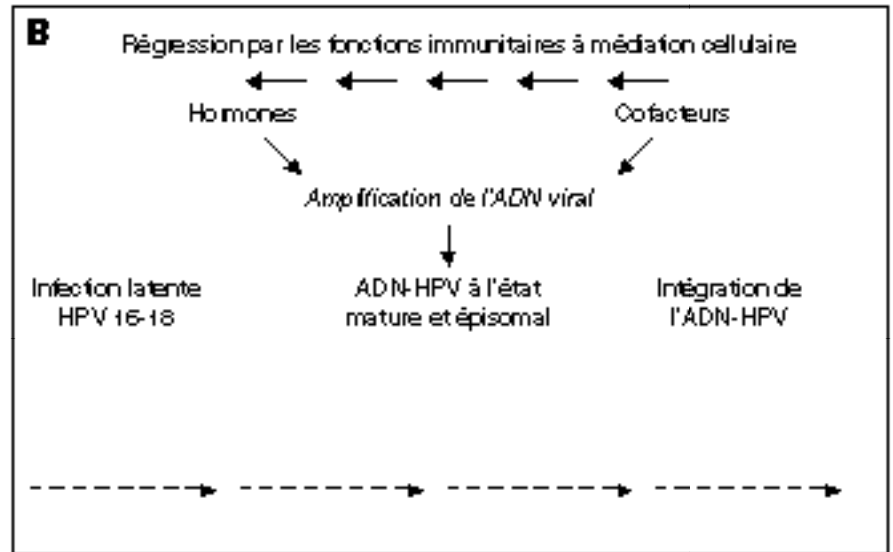 B
Régression par les fonctions immunitaires à médiation cellulaire
Hormones Cofacteurs
Amplification de l'ADN viral
Infection latente ADN-HPV à l'état Intégration de
HPV 16-18 mature et épisomal l'ADN-HPV